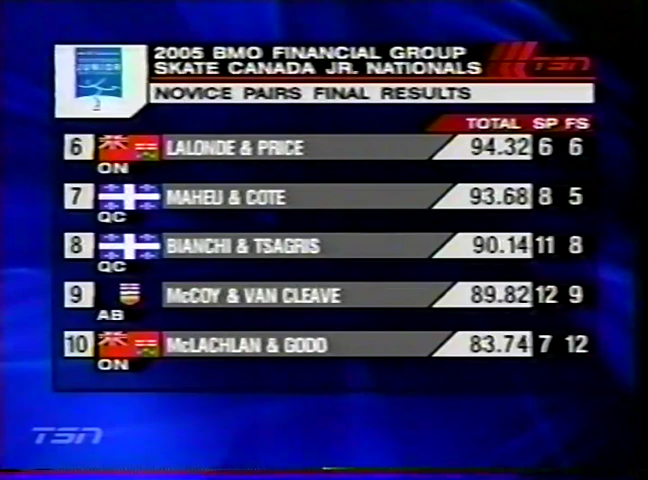 JUNIOR
2005 BMO FINANCIAL GROUP
SKATE CANADA JR. NATIONALS TSN
NOVICE PAIRS FINAL RESULTS
TOTAL SP FS
6 LALONDE & PRICE 94.32 6 6
ON
7 MAHEU & COTE 93.68 8 5
QC
8 BIANCHI & TSAGRIS 90.14 11 8
QC
9 McCOY & VAN CLEAVE 89.82 12 9
AB
10 McLACHLAN & GODO 83.74 7 12
ON
TSN